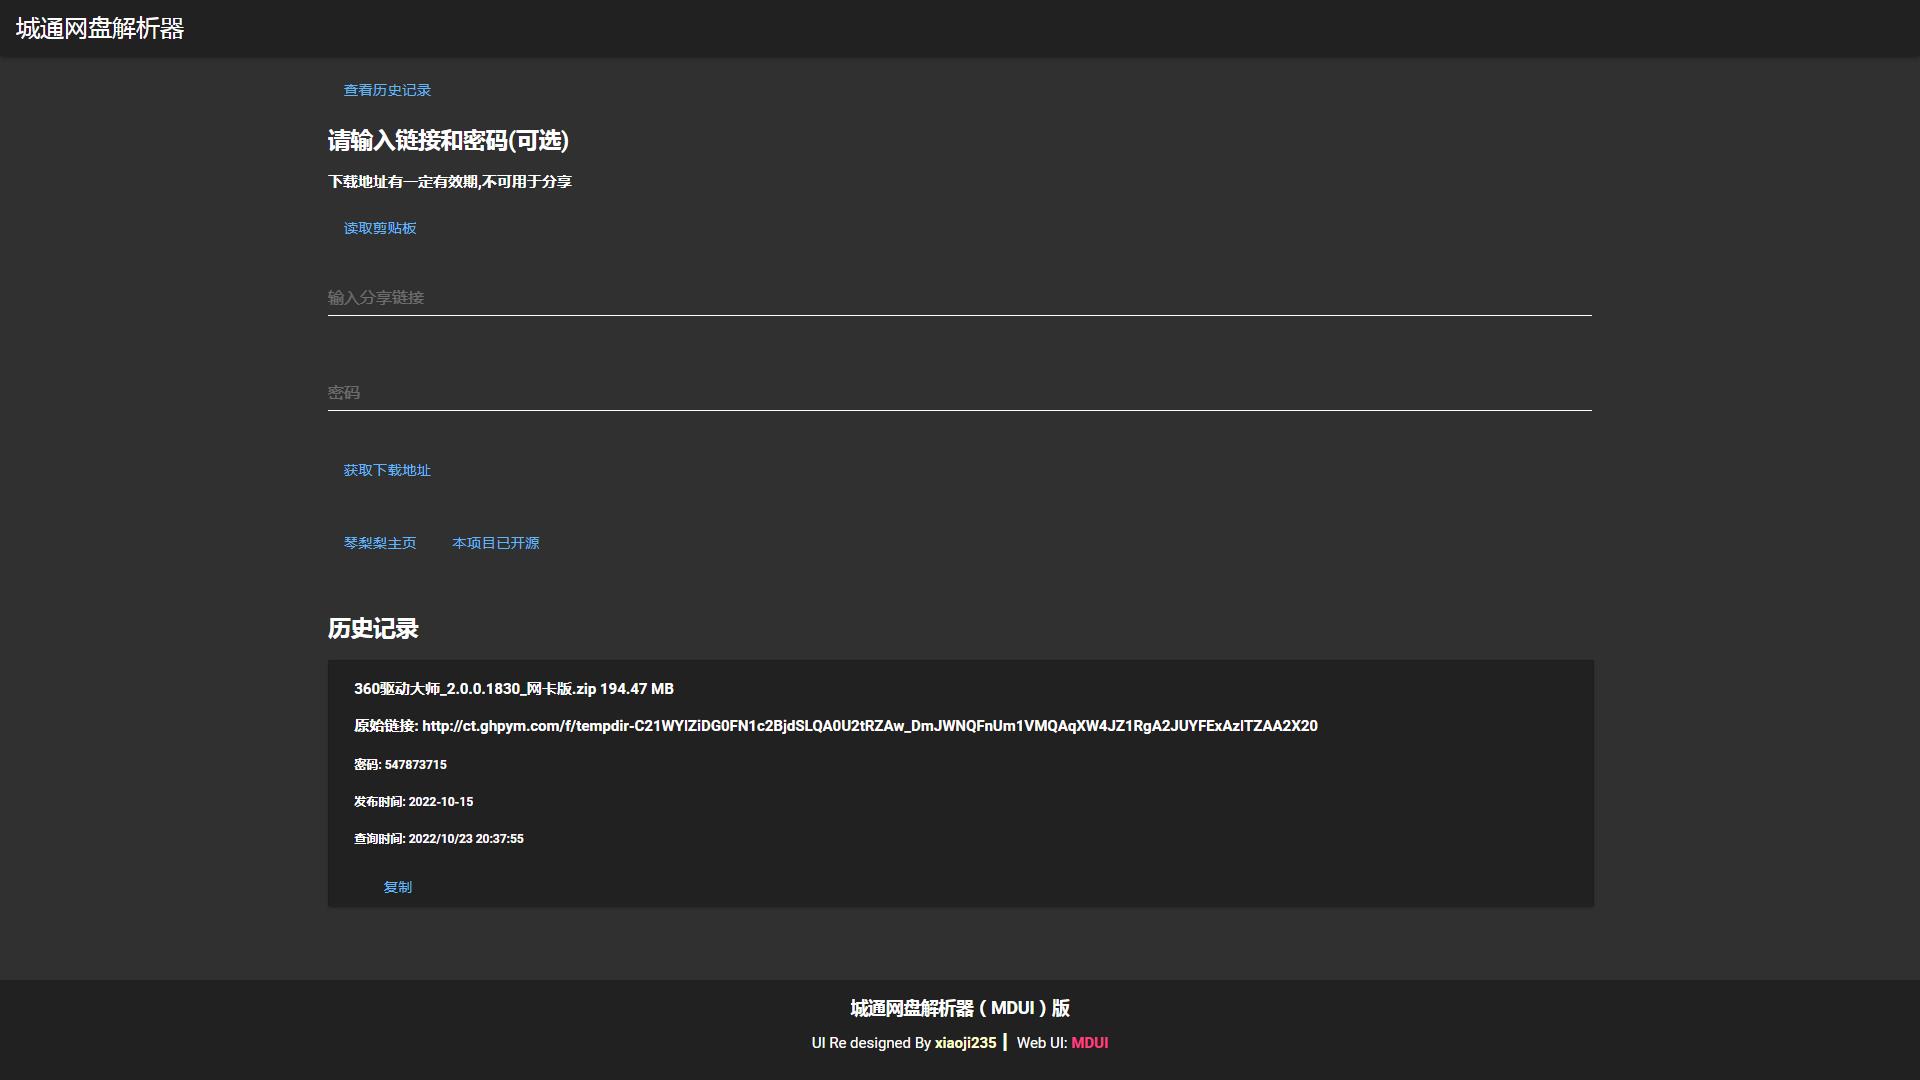 城通网盘解析器
查看历史记录
请输入链接和密码(可选)
下载地址有一定有效期,不可用于分享
读取剪贴板
输入分享链接
密码
获取下载地址
琴梨梨主页 本项目已开源
历史记录
360驱动大师_2.0.0.1830_网卡版.zip 194.47 MB
原始链接: http://ct.ghpym.com/f/tempdir-C21WYlZiDG0FN1c2BjdSLQA0U2tRZAw_DmJWNQFnUm1VMQAqXW4JZ1RgA2JUYFExAzlTZAA2X20
密码: 547873715
发布时间: 2022-10-15
查询时间: 2022/10/23 20:37:55
复制
城通网盘解析器（MDUI）版
UI Re designed By xiaoji235 ┃ Web UI: MDUI